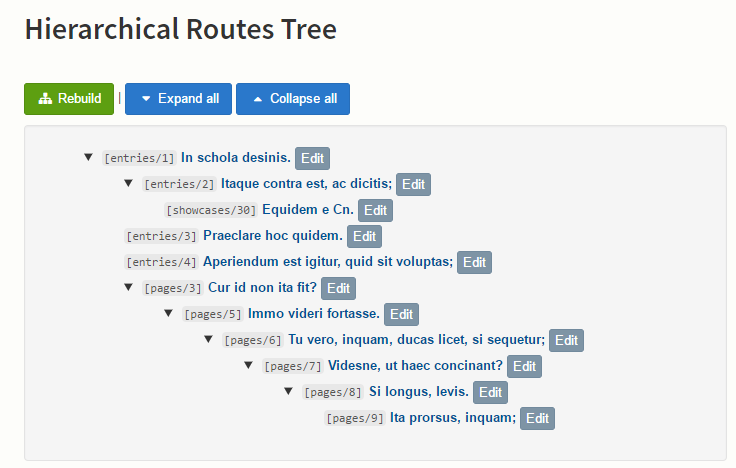 Hierarchical Routes Tree
Rebuild | Expand all Collapse all
[entries/1] In schola desinis. Edit
[entries/2] Itaque contra est, ac dicitis; Edit
[showcases/30] Equidem e Cn. Edit
[entries/3] Praeclare hoc quidem. Edit
[entries/4] Aperiendum est igitur, quid sit voluptas; Edit
[pages/3] Cur id non ita fit? Edit
[pages/5] Immo videri fortasse. Edit
[pages/6] Tu vero, inquam, ducas licet, si sequetur; Edit
[pages/7] Videsne, ut haec concinant? Edit
[pages/8] Si longus, levis. Edit
[pages/9] Ita prorsus, inquam; Edit